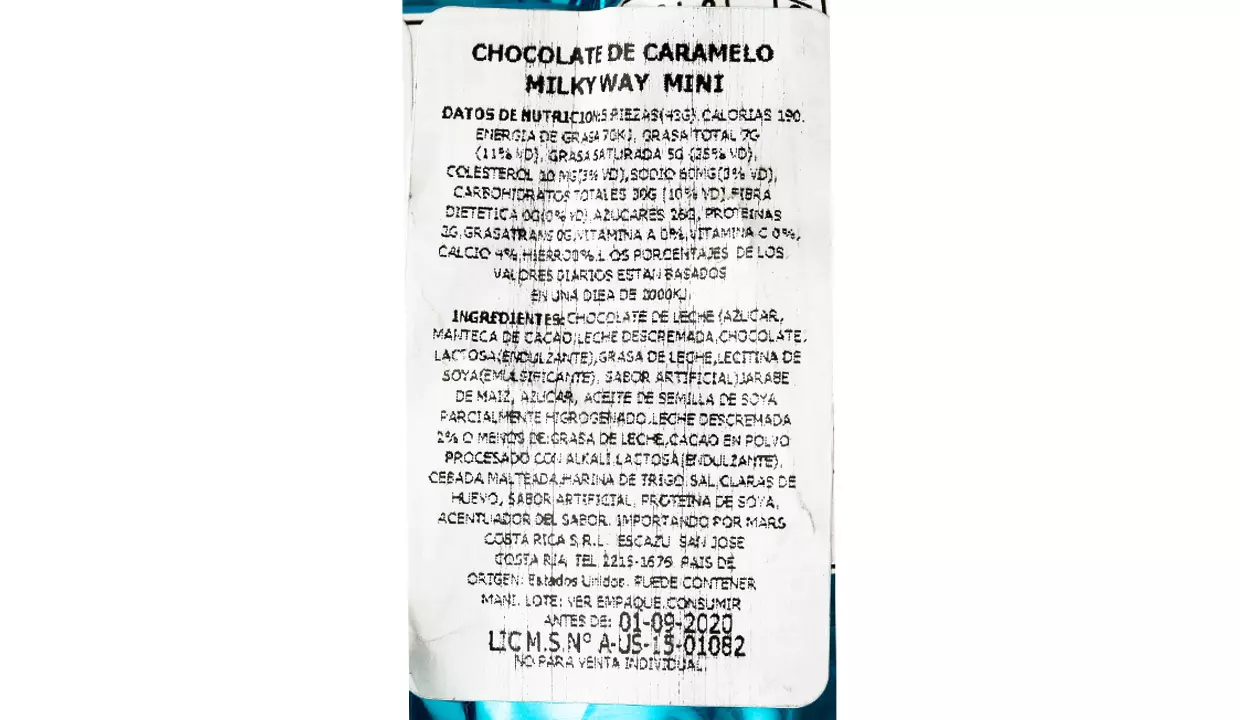 CHOCOLATE DE CARAMELO
MILKYWAY MINI
DATOS DE NUTRICION:5 PIEZAS(43G).CALORIAS 190.
ENERGIA DE GRASA 70KJ, GRASA TOTAL 7G
(11% VD), GRASA SATURADA 5G (25% VD),
COLESTEROL 10 MG(3% VD),SODIO 60MG(3% VD),
CARBOHIDRATOS TOTALES 30G (10% VD),FIBRA
DIETETICA 0G(0% VD),AZUCARES 26G, PROTEINAS
2G,GRASA TRANS 0G,VITAMINA A 0%,VITAMINA C 0%,
CALCIO 4%,HIERRO0%.LOS PORCENTAJES DE LOS
VALORES DIARIOS ESTAN BASADOS
EN UNA DIEA DE 2000KJ.
INGREDIENTES:CHOCOLATE DE LECHE (AZUCAR,
MANTECA DE CACAO,LECHE DESCREMADA,CHOCOLATE,
LACTOSA(ENDULZANTE),GRASA DE LECHE,LECITINA DE
SOYA(EMULSIFICANTE), SABOR ARTIFICIAL)JARABE
DE MAIZ, AZUCAR, ACEITE DE SEMILLA DE SOYA
PARCIALMENTE HIGROGENADO,LECHE DESCREMADA
2% O MENOS DE:GRASA DE LECHE,CACAO EN POLVO
PROCESADO CON ALKALI,LACTOSA(ENDULZANTE),
CEBADA MALTEADA,HARINA DE TRIGO,SAL,CLARAS DE
HUEVO, SABOR ARTIFICIAL, PROTEINA DE SOYA,
ACENTUADOR DEL SABOR. IMPORTANDO POR MARS
COSTA RICA S.R.L. ESCAZU SAN JOSE
COSTA RIA, TEL 2215-1676. PAIS DE
ORIGEN: Estados Unidos. PUEDE CONTENER
MANI. LOTE: VER EMPAQUE.CONSUMIR
ANTES DE: 01-09-2020
LIC M.S.Nº A-US-15-01082
NO PARA VENTA INDIVIDUAL.